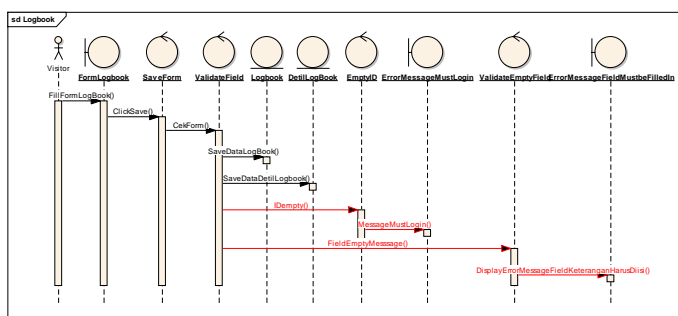 sd Logbook
Visitor
FormLogbook
SaveForm
ValidateField
Logbook
DetilLogBook
EmptyID
ErrorMessageMustLogin
ValidateEmptyField
ErrorMessageFieldMustbeFilledIn
FillFormLogBook()
ClickSave()
CekForm()
SaveDataLogBook()
SaveDataDetilLogbook()
IDempty()
MessageMustLogin()
FieldEmptyMesssage()
DisplayErrorMessageFieldKeteranganHarusDiisi()